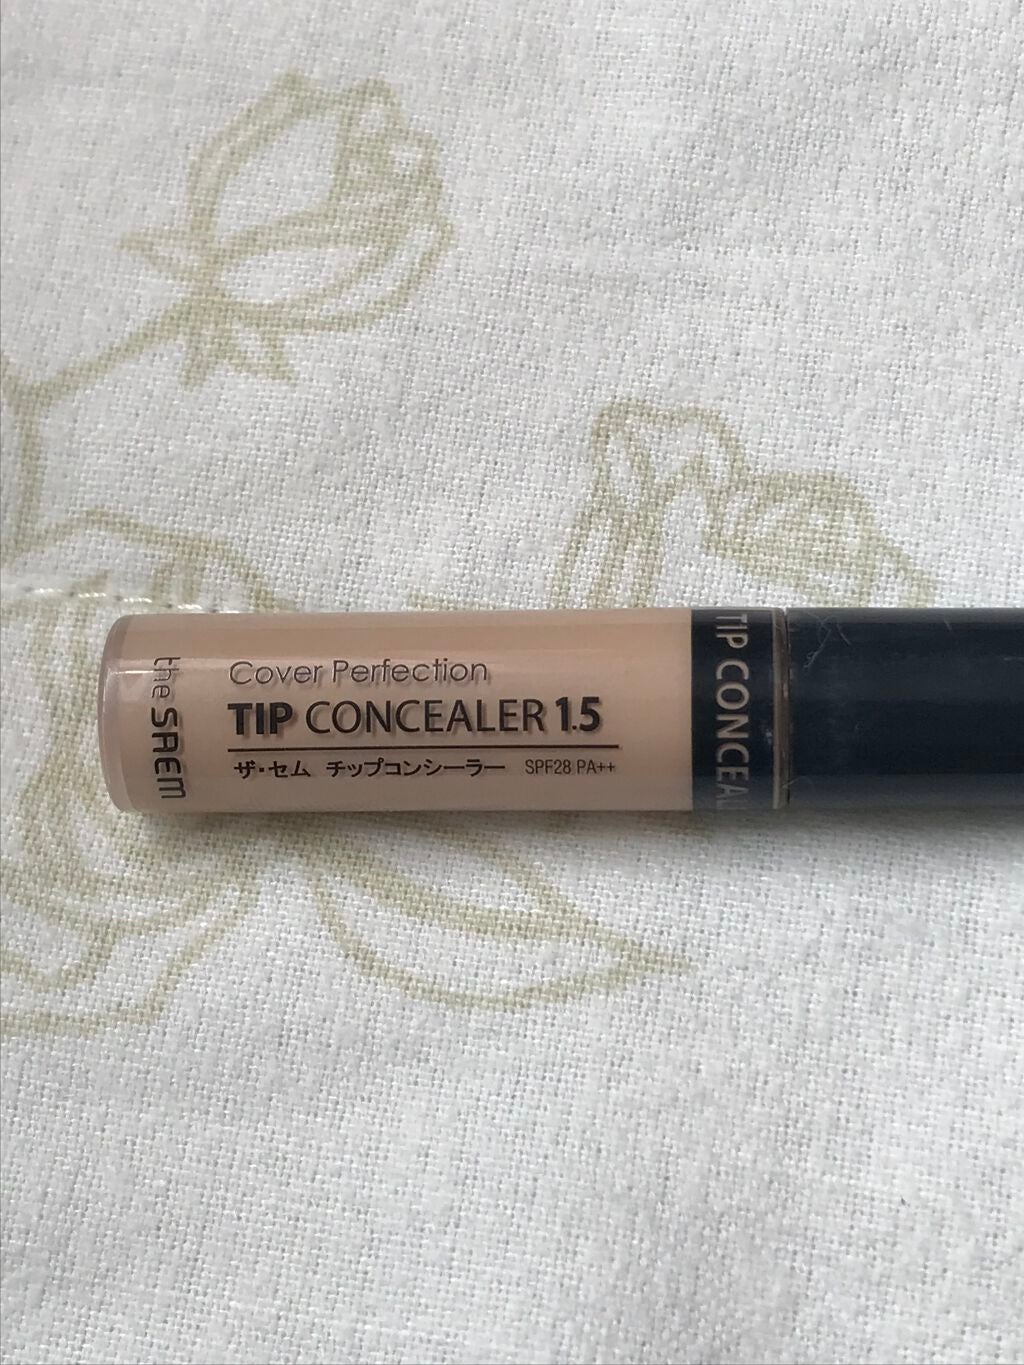 the SAEM
Cover Perfection
TIP CONCEALER 1.5
ザ・セム チップコンシーラー SPF28 PA++
TIP CONCEA